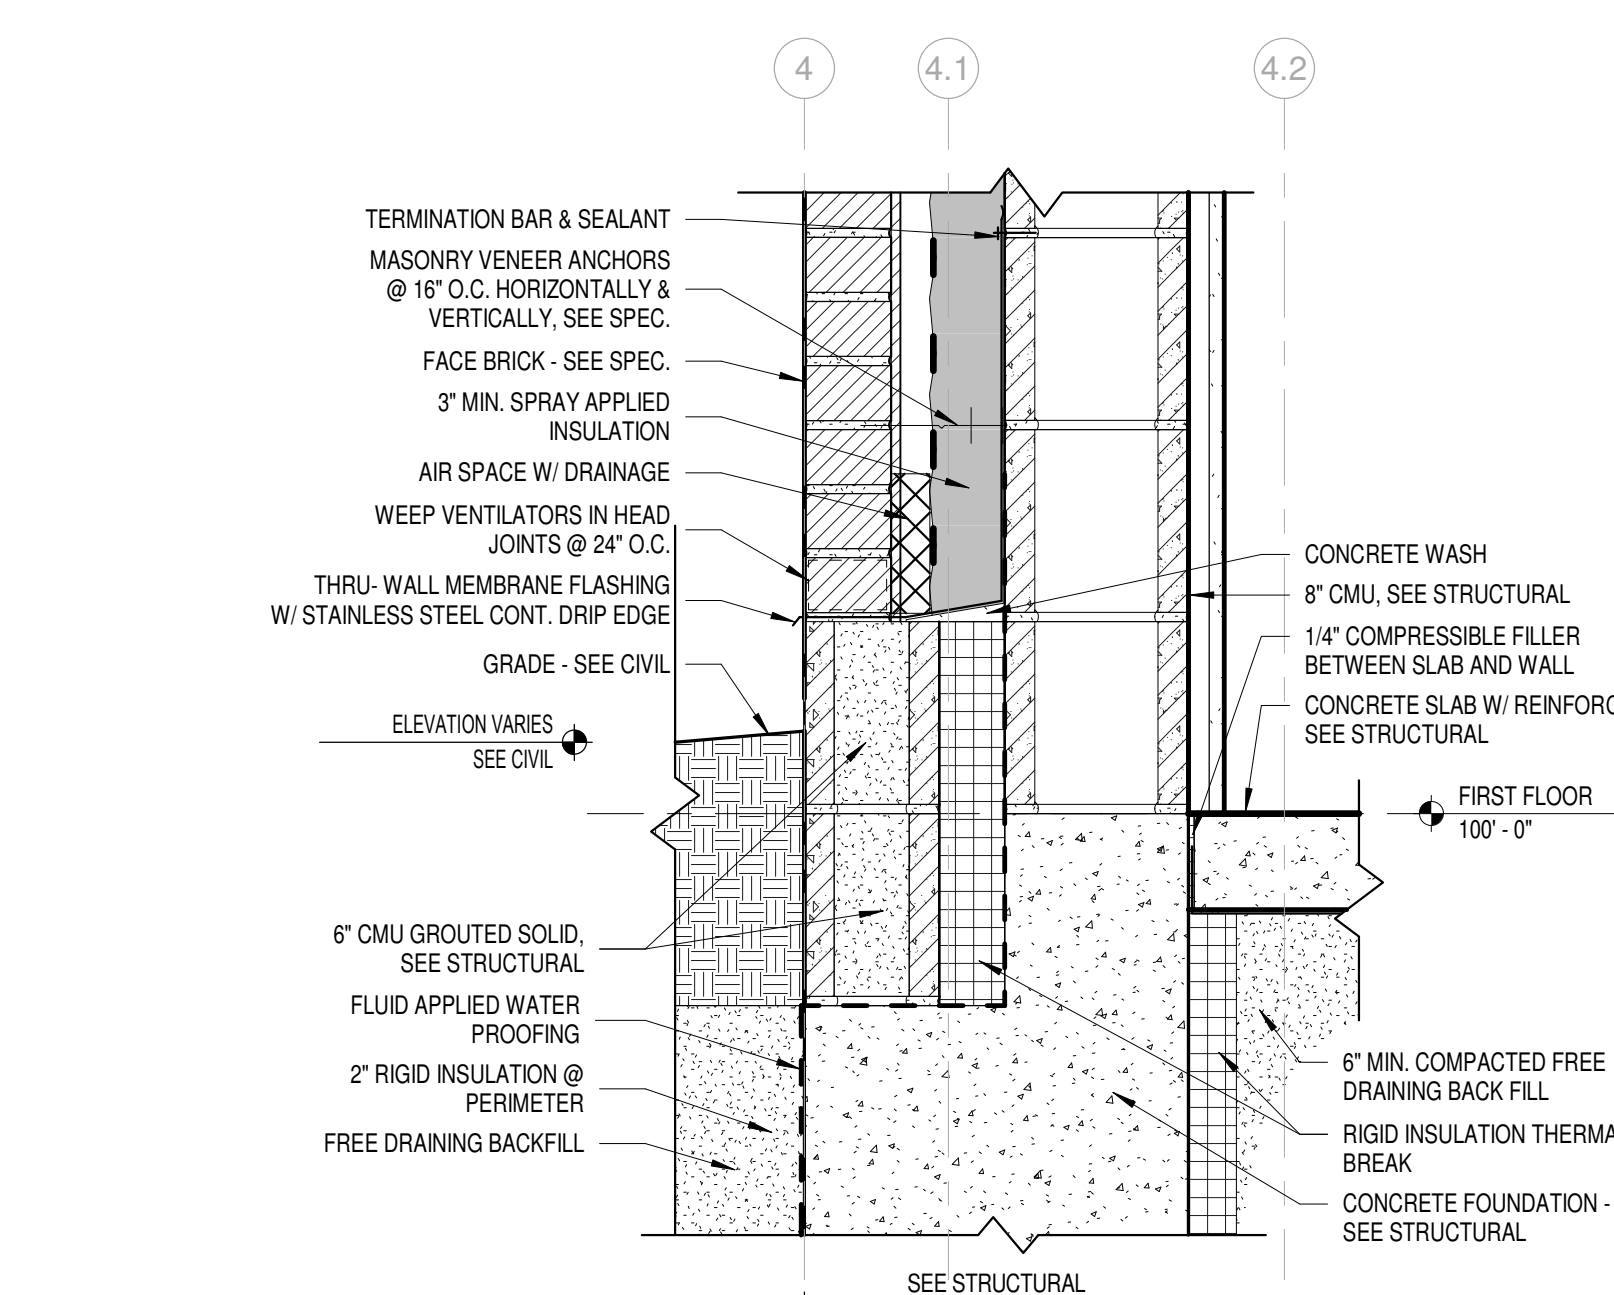 4
4.1
4.2
TERMINATION BAR & SEALANT
MASONRY VENEER ANCHORS
@ 16" O.C. HORIZONTALLY &
VERTICALLY, SEE SPEC.
FACE BRICK - SEE SPEC.
3" MIN. SPRAY APPLIED
INSULATION
AIR SPACE W/ DRAINAGE
WEEP VENTILATORS IN HEAD
JOINTS @ 24" O.C.
THRU- WALL MEMBRANE FLASHING
W/ STAINLESS STEEL CONT. DRIP EDGE
GRADE - SEE CIVIL
ELEVATION VARIES
SEE CIVIL
6" CMU GROUTED SOLID,
SEE STRUCTURAL
FLUID APPLIED WATER
PROOFING
2" RIGID INSULATION @
PERIMETER
FREE DRAINING BACKFILL
CONCRETE WASH
8" CMU, SEE STRUCTURAL
1/4" COMPRESSIBLE FILLER
BETWEEN SLAB AND WALL
CONCRETE SLAB W/ REINFORC
SEE STRUCTURAL
FIRST FLOOR
100' - 0"
6" MIN. COMPACTED FREE
DRAINING BACK FILL
RIGID INSULATION THERMA
BREAK
CONCRETE FOUNDATION -
SEE STRUCTURAL
SEE STRUCTURAL